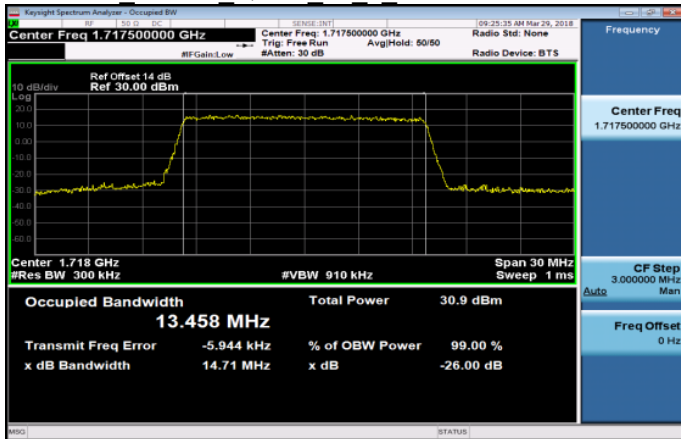 Keysight Spectrum Analyzer - Occupied BW
RF 50 Ω DC SENSE:INT 09:25:35 AM Mar 29, 2018
Center Freq 1.717500000 GHz
Center Freq: 1.717500000 GHz
Radio Std: None
Trig: Free Run Avg|Hold: 50/50
#IFGain:Low #Atten: 30 dB Radio Device: BTS
Ref Offset 14 dB
10 dB/div Ref 30.00 dBm
Log
20.0
10.0
0.00
-10.0
-20.0
-30.0
-40.0
-50.0
-60.0
Center 1.718 GHz Span 30 MHz
#Res BW 300 kHz #VBW 910 kHz Sweep 1 ms
Occupied Bandwidth Total Power 30.9 dBm
13.458 MHz
Transmit Freq Error -5.944 kHz % of OBW Power 99.00 %
x dB Bandwidth 14.71 MHz x dB -26.00 dB
MSG STATUS
Frequency
Center Freq
1.717500000 GHz
CF Step
3.000000 MHz
Auto Man
Freq Offset
0 Hz